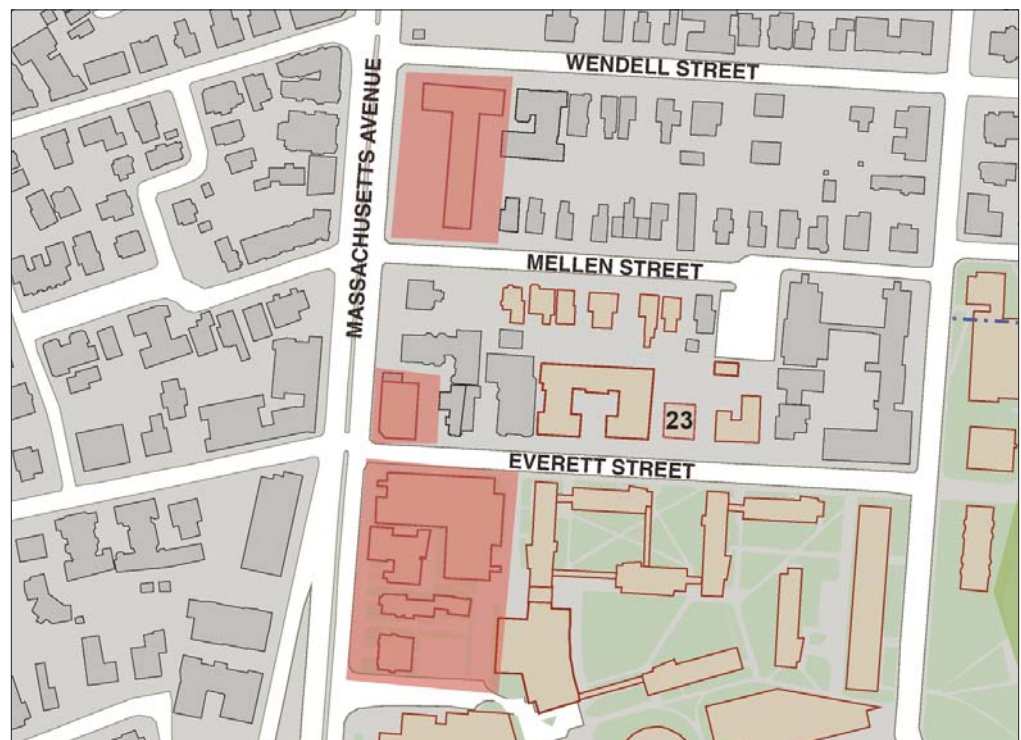 WENDELL STREET
MASSACHUSETTS AVENUE
MELLEN STREET
23
EVERETT STREET